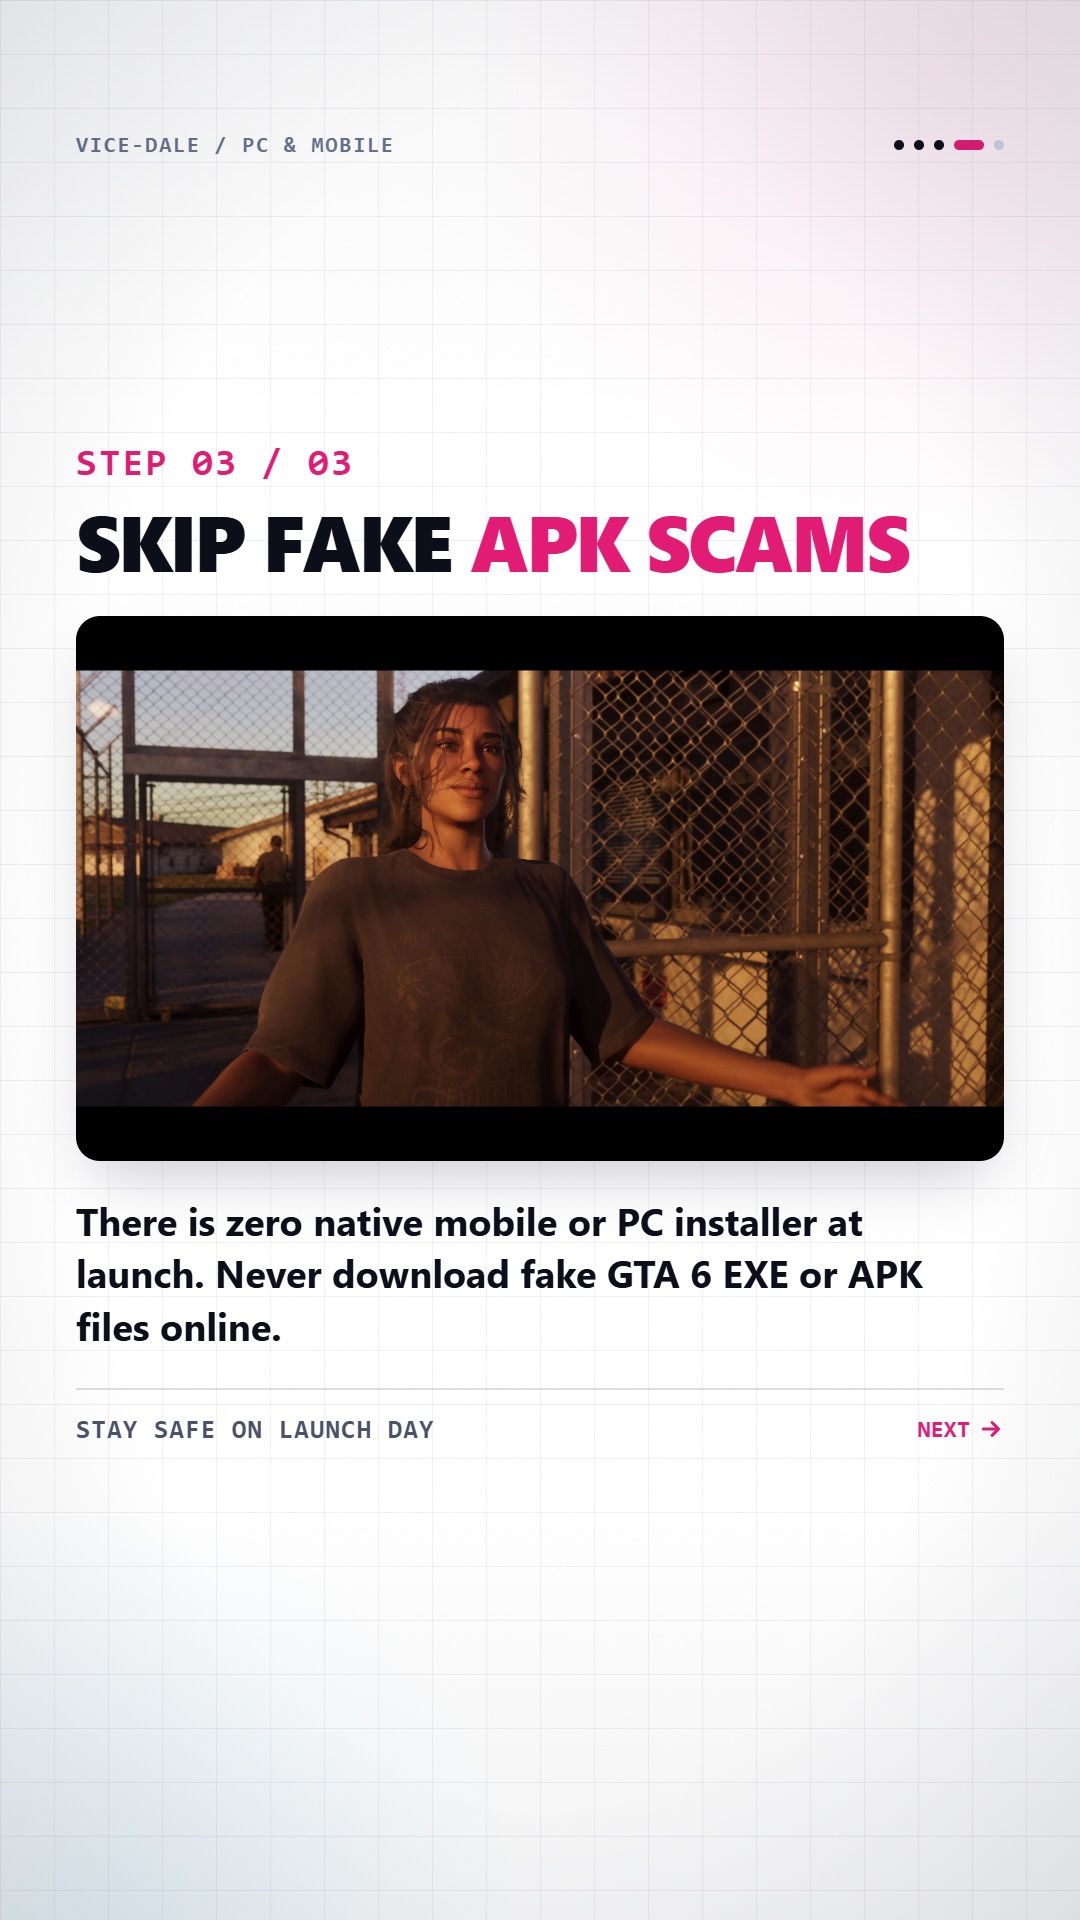 VICE-DALE / PC & MOBILE
STEP 03 / 03
SKIP FAKE APK SCAMS
There is zero native mobile or PC installer at
launch. Never download fake GTA 6 EXE or APK
files online.
STAY SAFE ON LAUNCH DAY
NEXT →